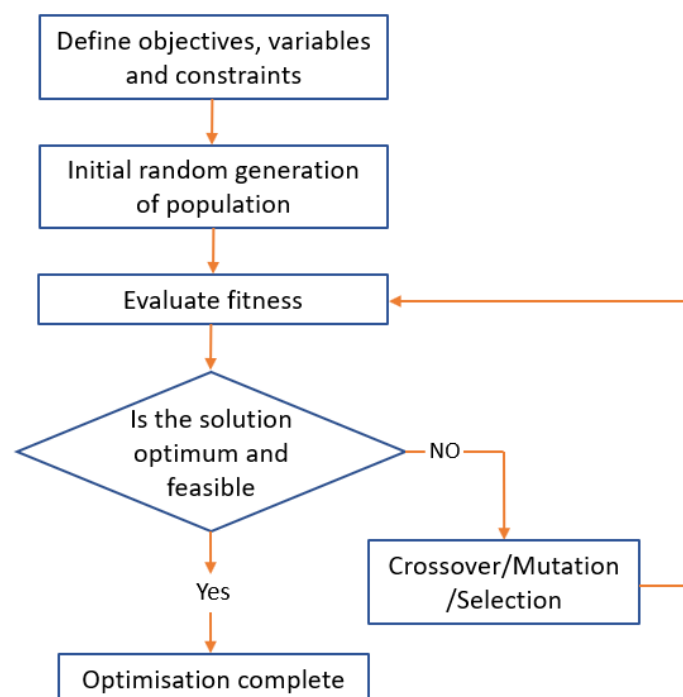 Define objectives, variables
and constraints
Initial random generation
of population
Evaluate fitness
Is the solution
optimum and
feasible
NO
Crossover/Mutation
/Selection
Yes
Optimisation complete